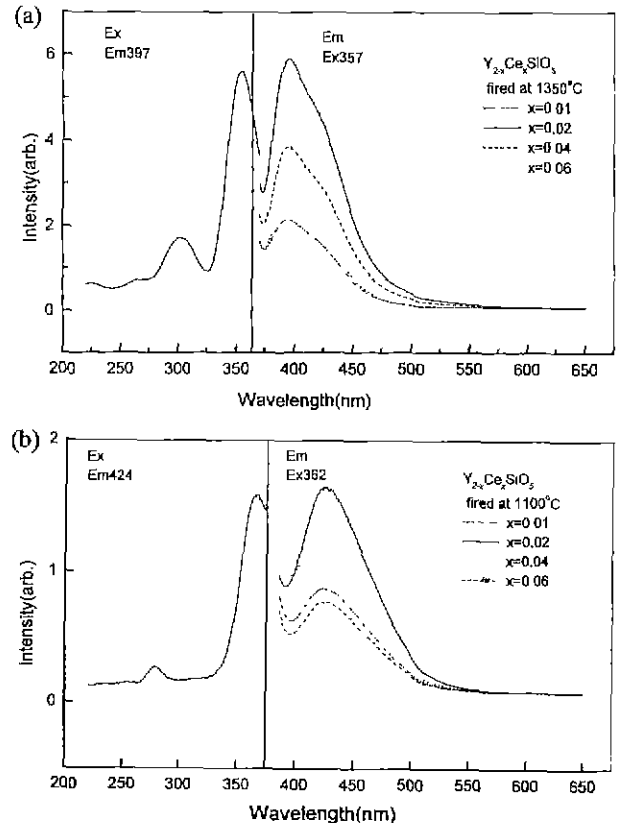 (a)
Ex
Em397
Em
Ex357
Y2-xCexSiO5
fired at 1350°C
x=0 01
x=0.02
x=0 04
x=0 06
Intensity(arb.)
6
4
2
0
200 250 300 350 400 450 500 550 600 650
Wavelength(nm)
(b)
Ex
Em424
Em
Ex362
Y2-xCexSiO5
fired at 1100°C
x=0 01
x=0.02
x=0.04
x=0 06
Intensity(arb.)
2
1
0
200 250 300 350 400 450 500 550 600 650
Wavelength(nm)